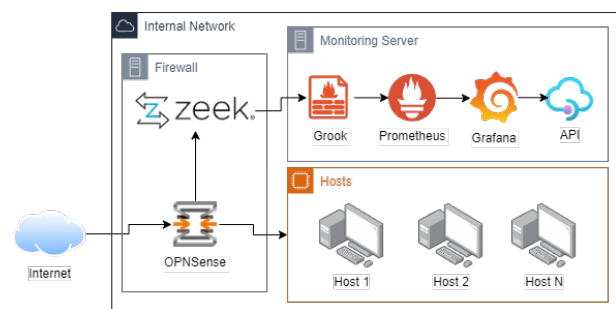 Internal Network
Monitoring Server
Firewall
zeek
Grook
Prometheus
Grafana
API
Hosts
Internet
OPNSense
Host 1
Host 2
Host N